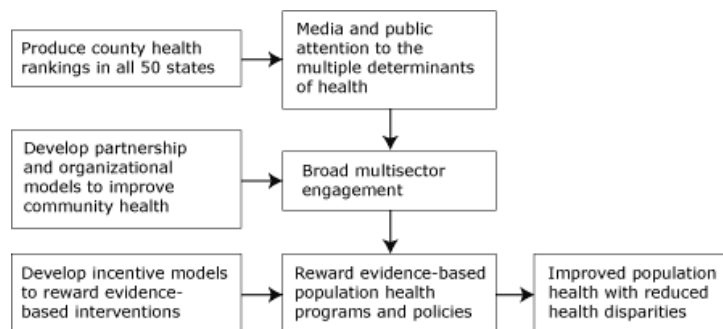 Produce county health
rankings in all 50 states
Media and public
attention to the
multiple determinants
of health
Develop partnership
and organizational
models to improve
community health
Broad multisector
engagement
Develop incentive models
to reward evidence-
based interventions
Reward evidence-based
population health
programs and policies
Improved population
health with reduced
health disparities